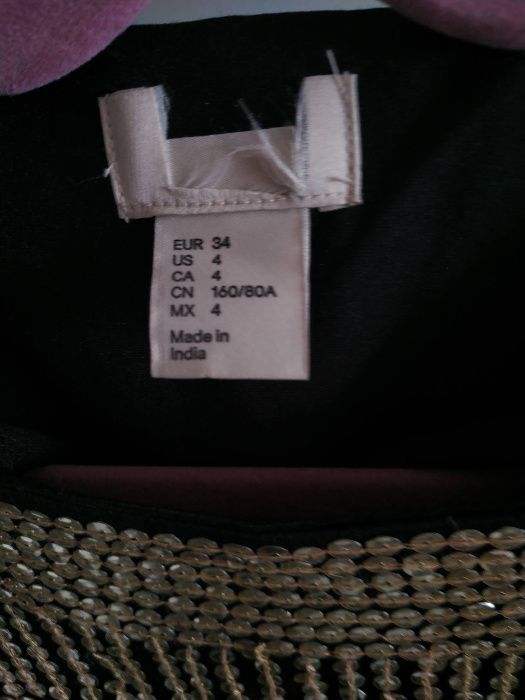 EUR 34
US 4
CA 4
CN 160/80A
MX 4
Made in
India